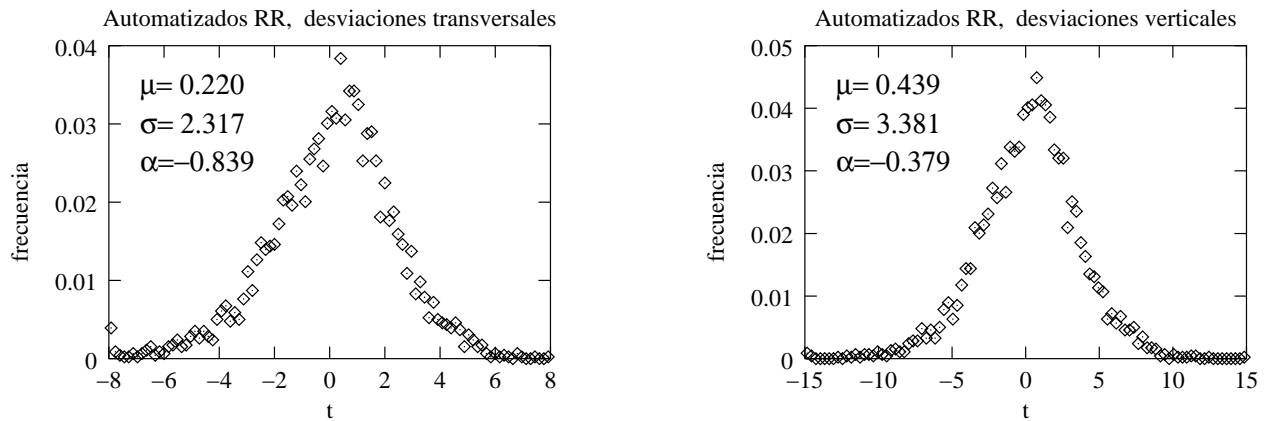 Automatizados RR, desviaciones transversales
0.04
0.03
0.02
0.01
0
frecuencia
μ= 0.220
σ= 2.317
α=−0.839
−8 −6 −4 −2 0 2 4 6 8
t
Automatizados RR, desviaciones verticales
0.05
0.04
0.03
0.02
0.01
0
frecuencia
μ= 0.439
σ= 3.381
α=−0.379
−15 −10 −5 0 5 10 15
t